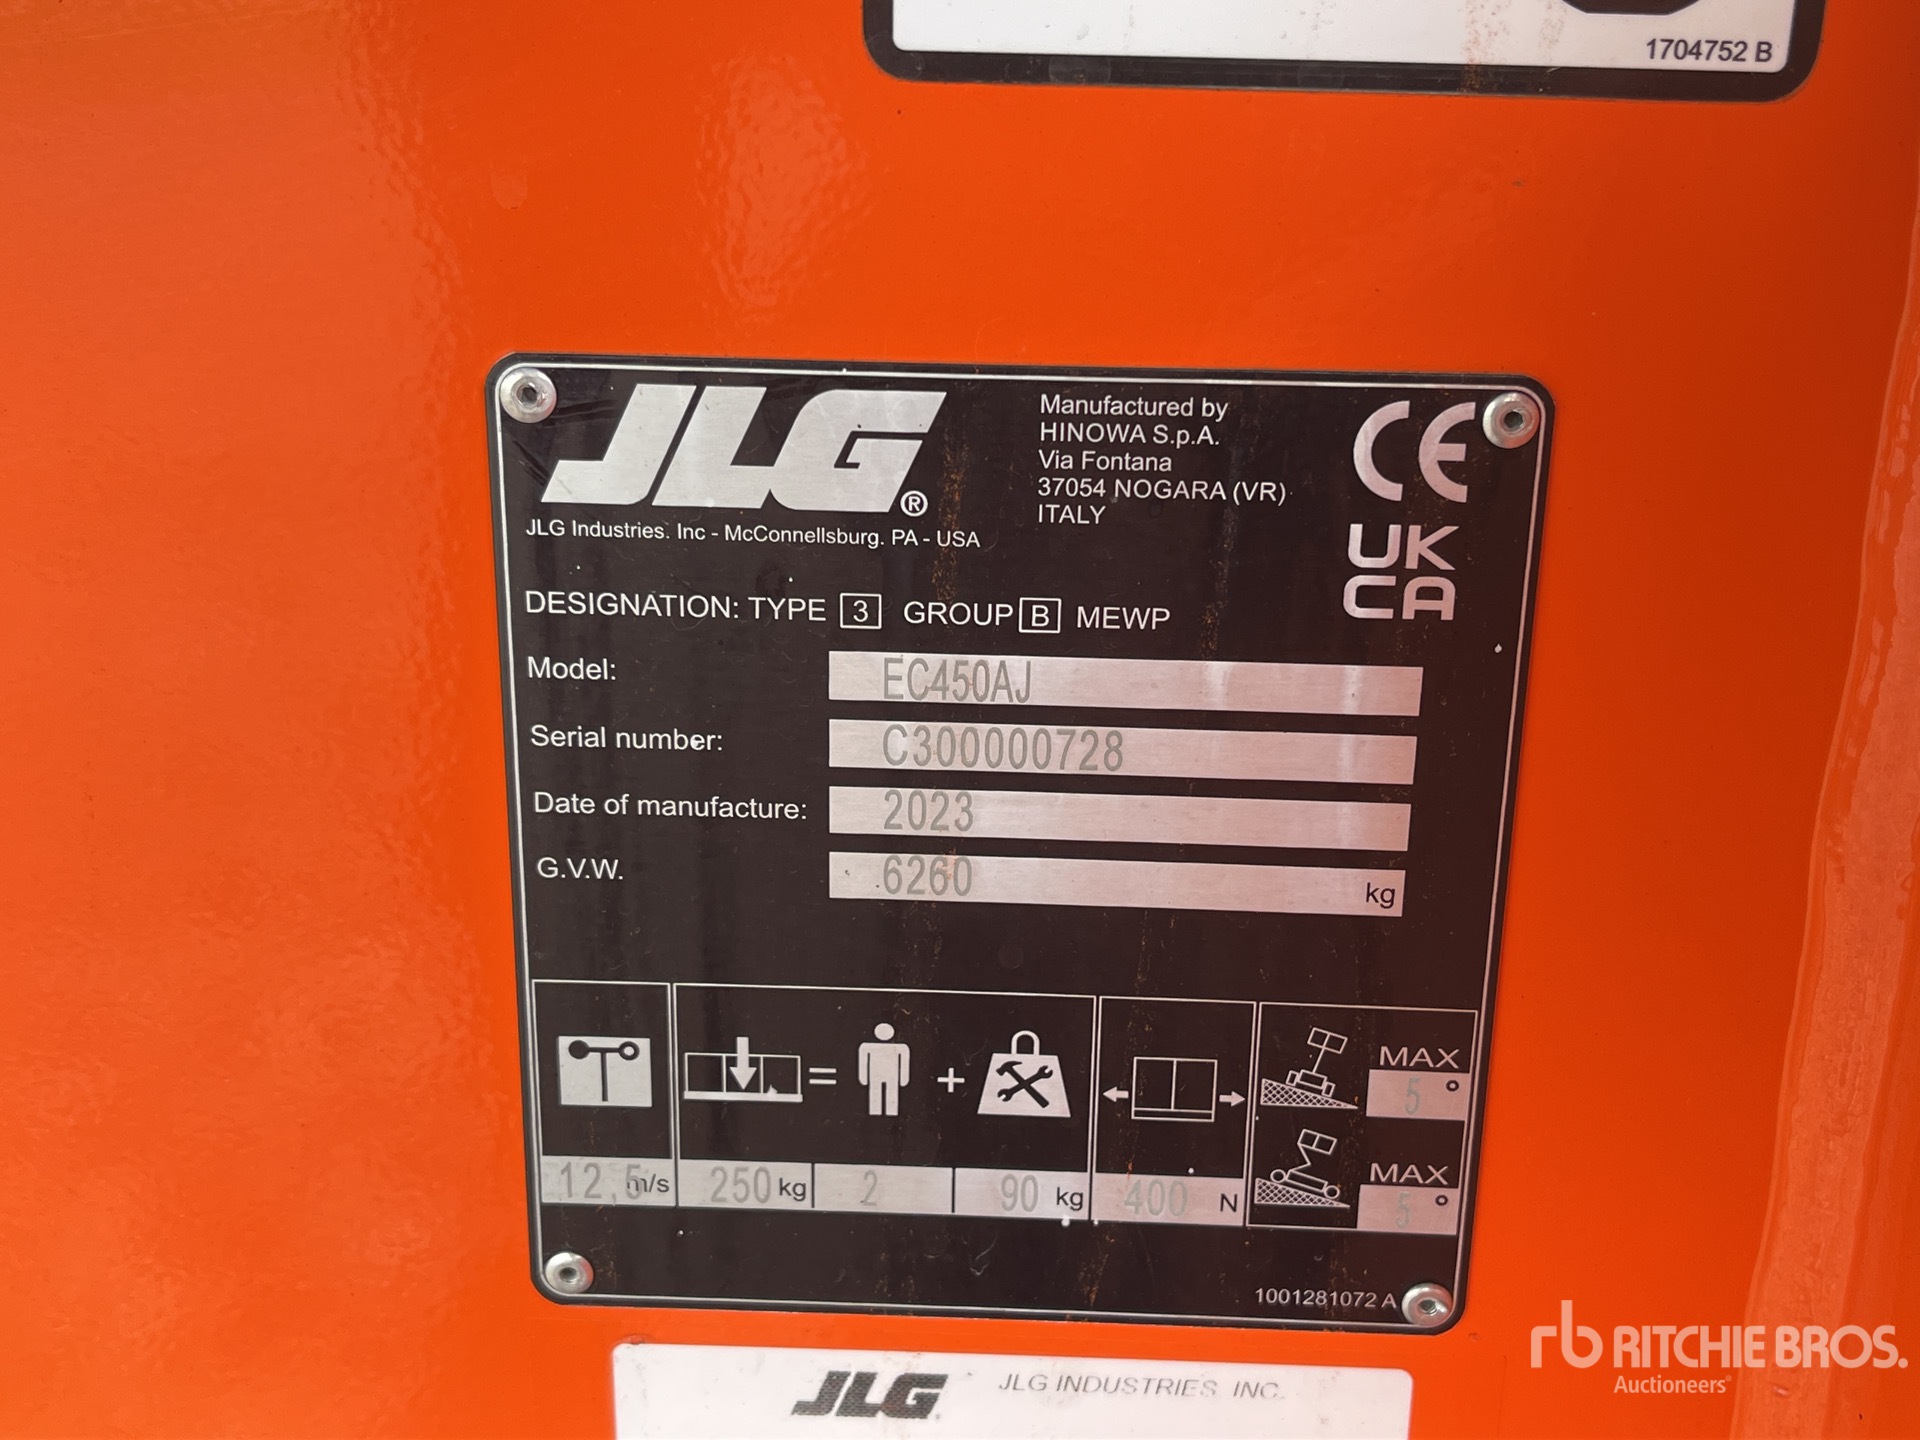 1704752 B
JLG®
JLG Industries. Inc - McConnellsburg. PA - USA
Manufactured by
HINOWA S.p.A.
Via Fontana
37054 NOGARA (VR)
ITALY
CE
UK
CA
DESIGNATION: TYPE 3 GROUP B MEWP
Model: EC450AJ
Serial number: C300000728
Date of manufacture: 2023
G.V.W. 6260 kg
= +
MAX
5°
MAX
5°
12,5 m/s 250 kg 2 90 kg 400 N
1001281072 A
JLG JLG INDUSTRIES, INC.
rb RITCHIE BROS.
Auctioneers®